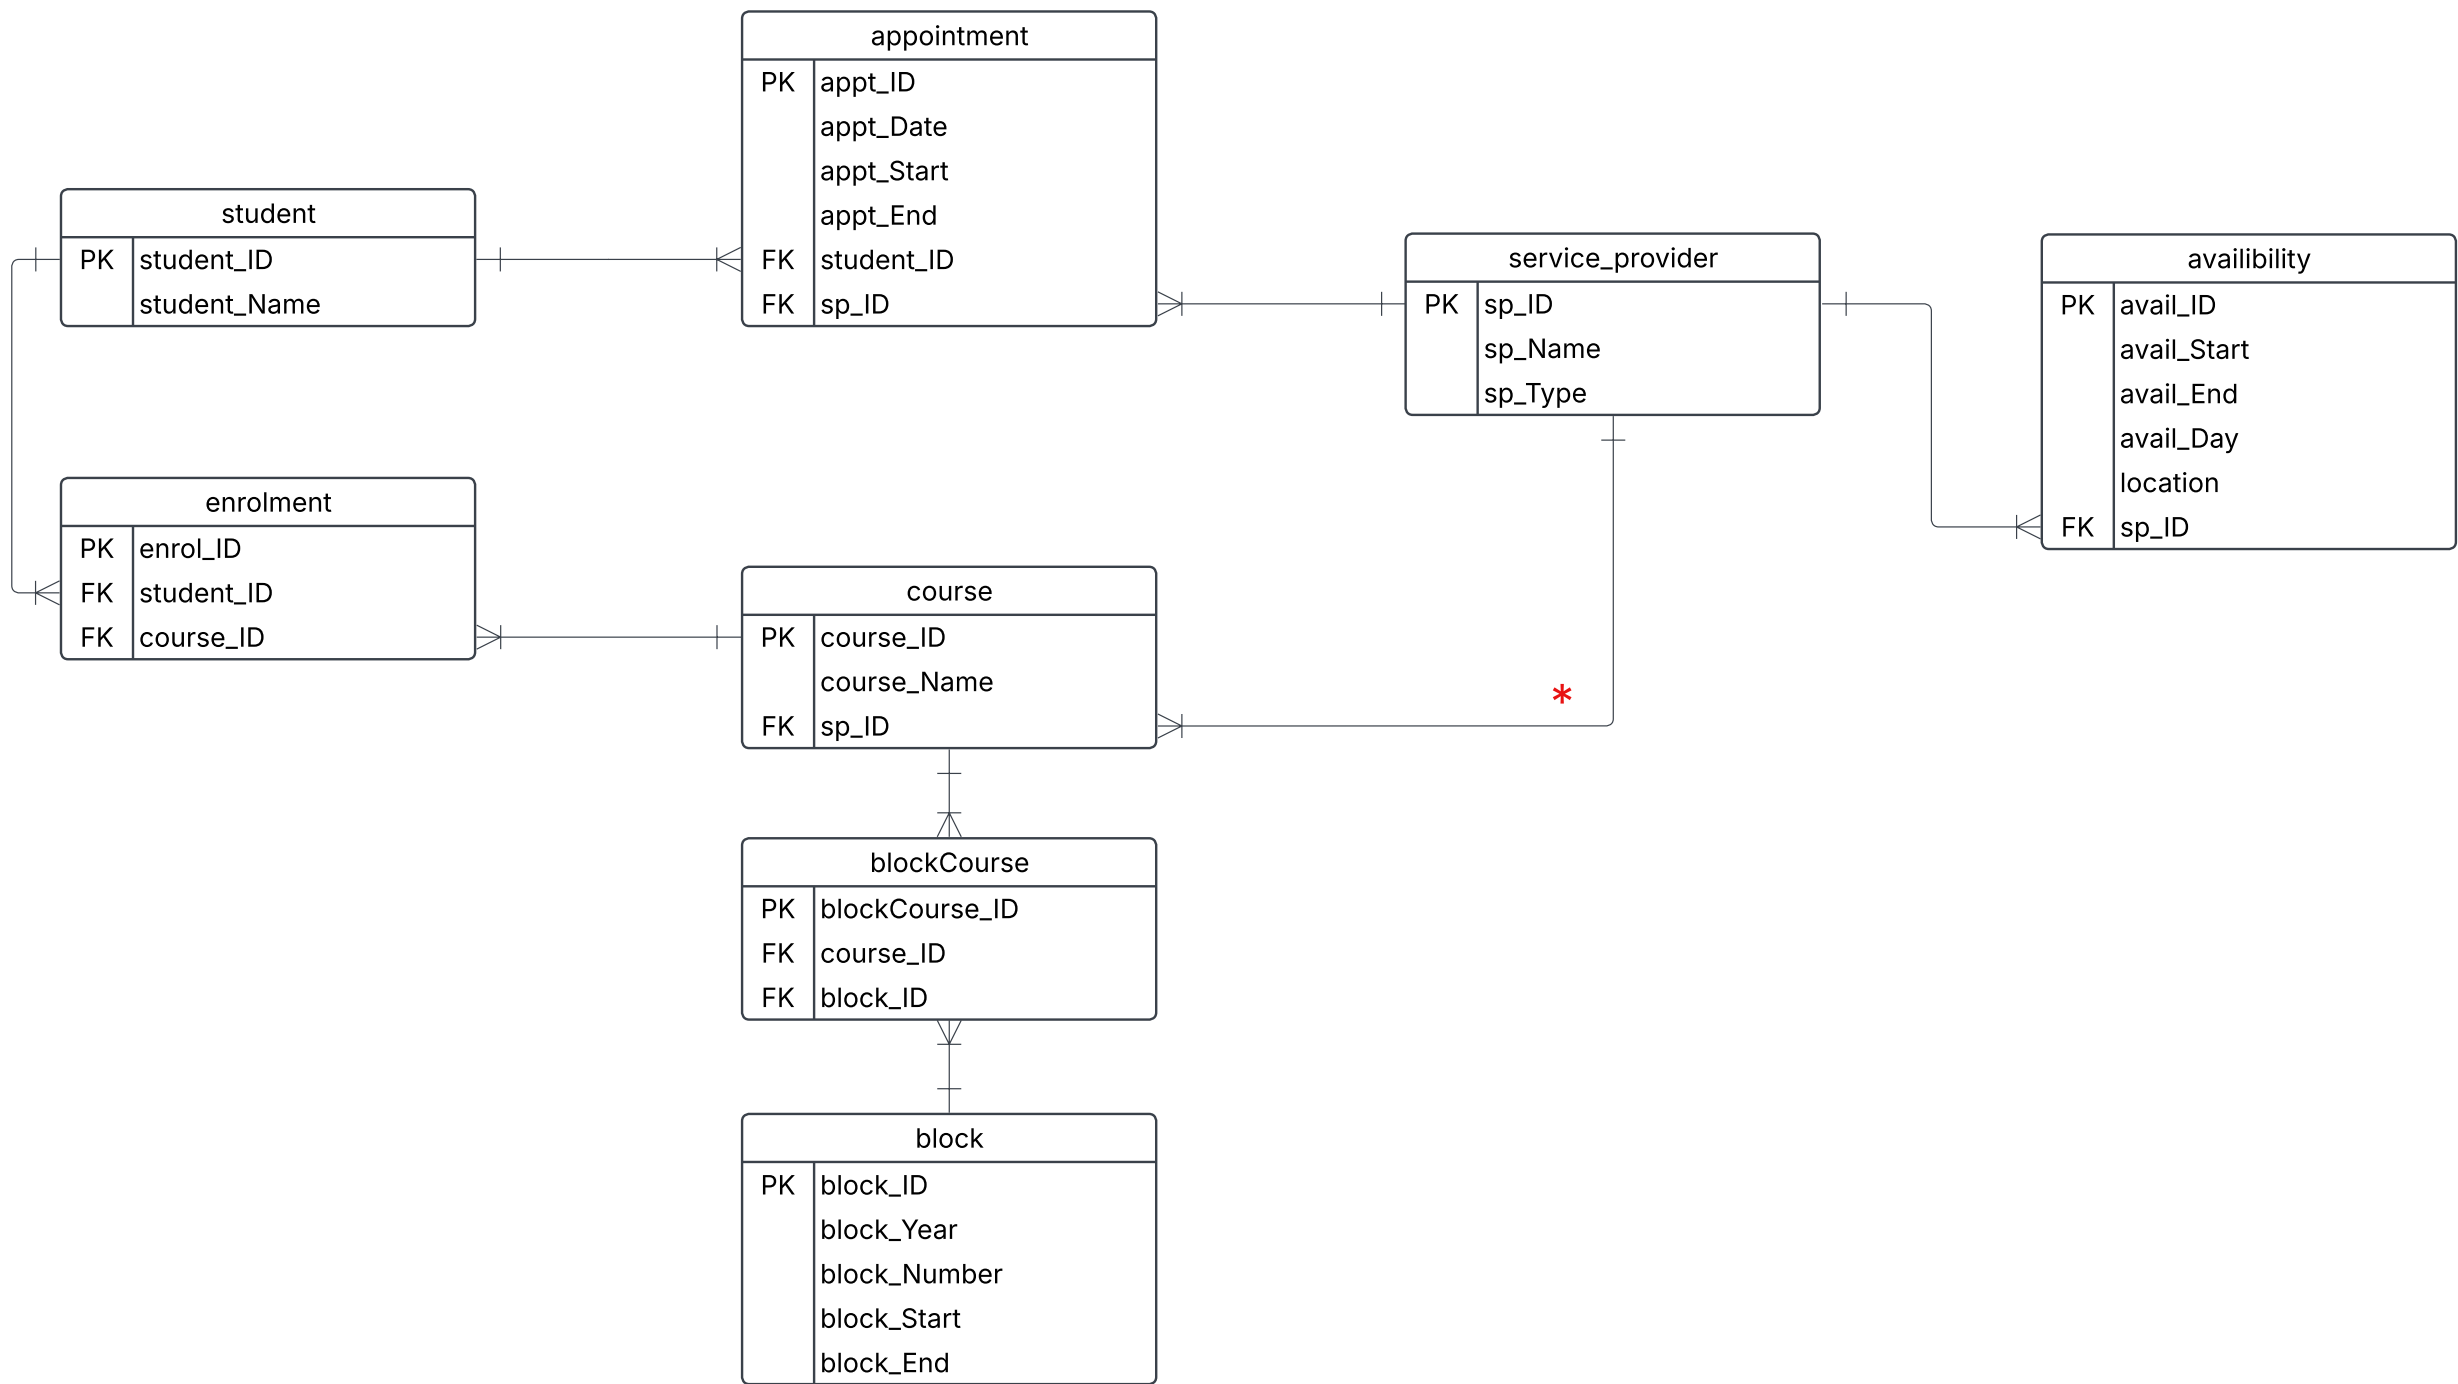 appointment
PK appt_ID
appt_Date
appt_Start
appt_End
FK student_ID
FK sp_ID
student
PK student_ID
student_Name
service_provider
PK sp_ID
sp_Name
sp_Type
availibility
PK avail_ID
avail_Start
avail_End
avail_Day
location
FK sp_ID
enrolment
PK enrol_ID
FK student_ID
FK course_ID
course
PK course_ID
course_Name
FK sp_ID
*
blockCourse
PK blockCourse_ID
FK course_ID
FK block_ID
block
PK block_ID
block_Year
block_Number
block_Start
block_End